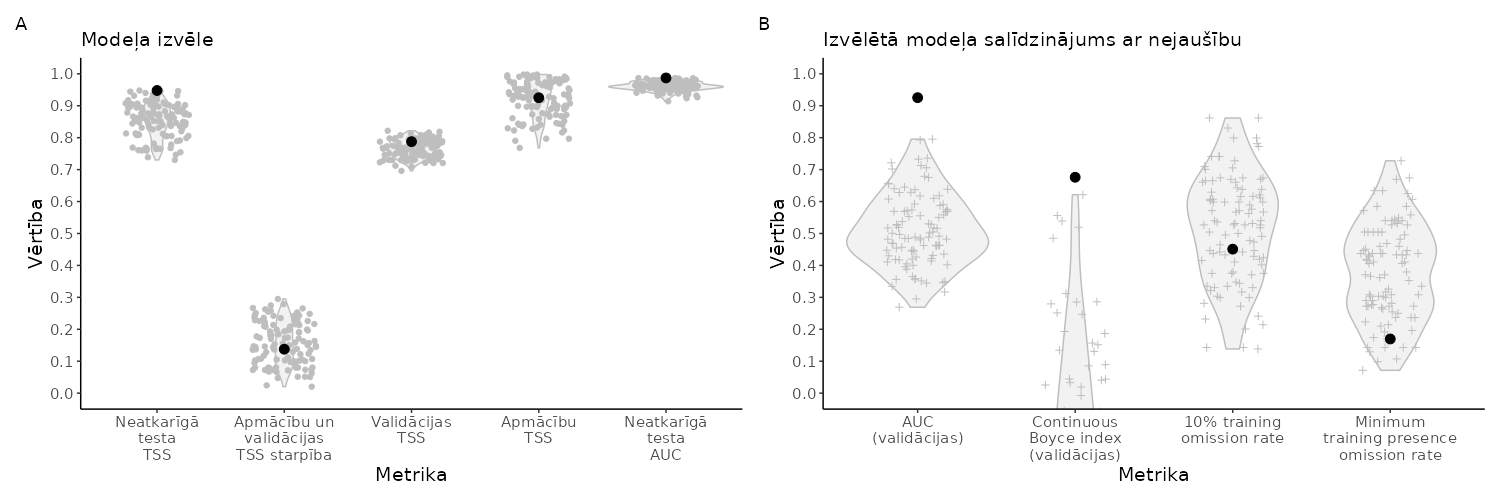 A
Modeļa izvēle
1.0
0.9
0.8
0.7
0.6
0.5
0.4
0.3
0.2
0.1
0.0
Vērtība
Neatkarīgā
testa
TSS
Apmācību un
validācijas
TSS starpība
Validācijas
TSS
Apmācību
TSS
Neatkarīgā
testa
AUC
Metrika
B
Izvēlētā modeļa salīdzinājums ar nejaušību
1.0
0.9
0.8
0.7
0.6
0.5
0.4
0.3
0.2
0.1
0.0
Vērtība
AUC
(validācijas)
Continuous
Boyce index
(validācijas)
10% training
omission rate
Minimum
training presence
omission rate
Metrika